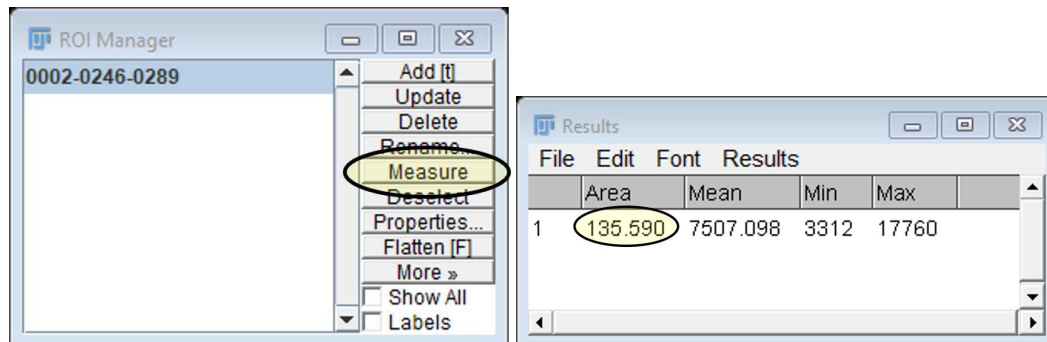 ROI Manager
0002-0246-0289
Add [t]
Update
Delete
Rename...
Measure
Deselect
Properties...
Flatten [F]
More »
Show All
Labels
Results
File Edit Font Results
Area Mean Min Max
1 135.590 7507.098 3312 17760